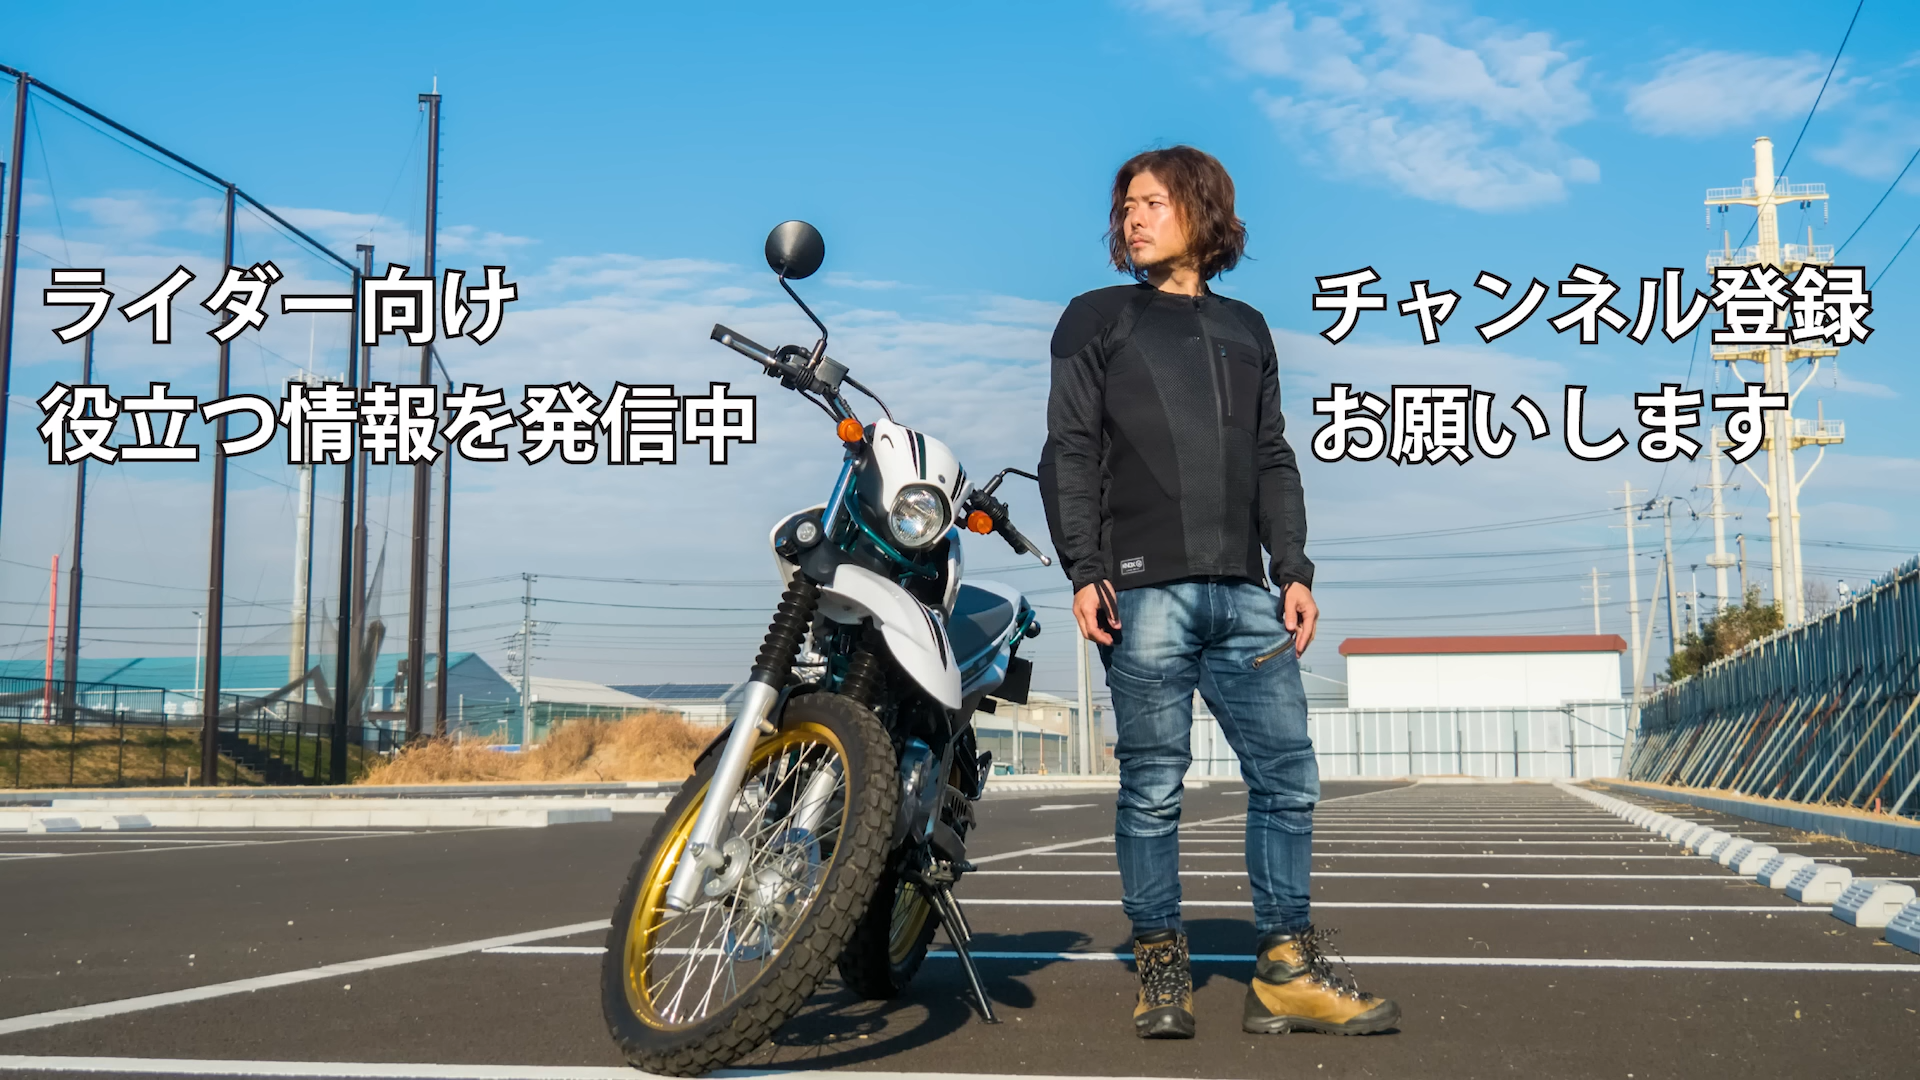 ライダー向け
役立つ情報を発信中
チャンネル登録
お願いします
KNOX